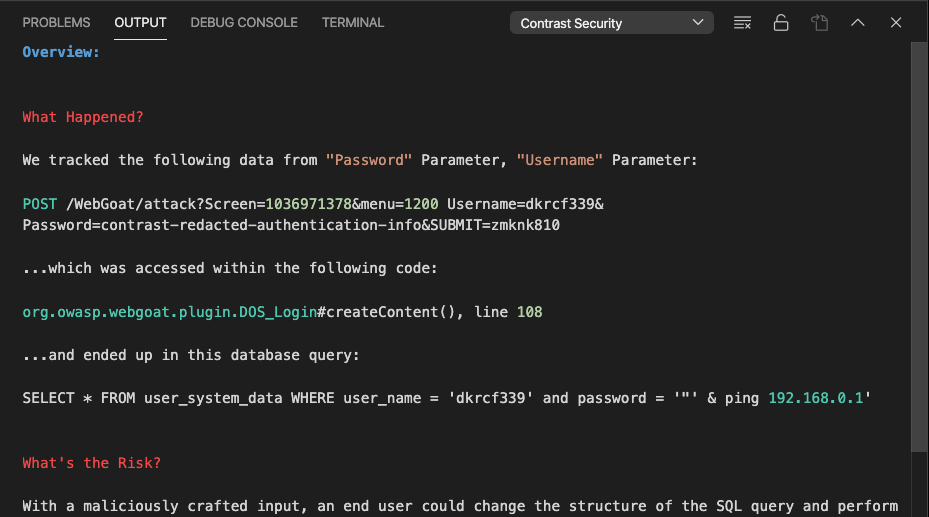 PROBLEMS OUTPUT DEBUG CONSOLE TERMINAL Contrast Security
Overview:
What Happened?
We tracked the following data from "Password" Parameter, "Username" Parameter:
POST /WebGoat/attack?Screen=1036971378&menu=1200 Username=dkrcf339&
Password=contrast-redacted-authentication-info&SUBMIT=zmknk810
...which was accessed within the following code:
org.owasp.webgoat.plugin.DOS_Login#createContent(), line 108
...and ended up in this database query:
SELECT * FROM user_system_data WHERE user_name = 'dkrcf339' and password = '"' & ping 192.168.0.1'
What's the Risk?
With a maliciously crafted input, an end user could change the structure of the SQL query and perform